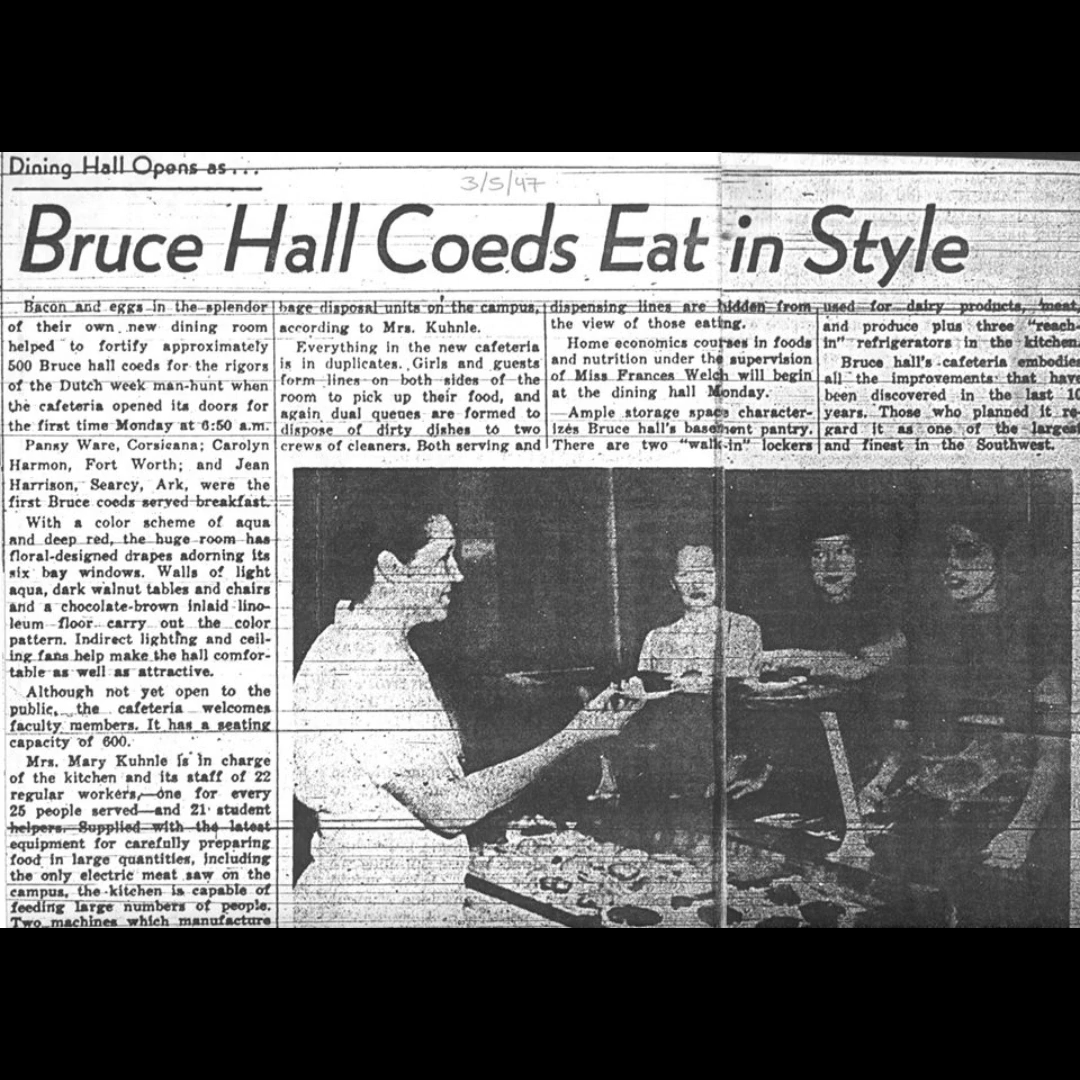 Dining Hall Opens as...
3/5/47
Bruce Hall Coeds Eat in Style
Bacon and eggs in the splendor
of their own new dining room
helped to fortify approximately
500 Bruce hall coeds for the rigors
of the Dutch week man-hunt when
the cafeteria opened its doors for
the first time Monday at 6:50 a.m.
Pansy Ware, Corsicana; Carolyn
Harmon, Fort Worth; and Jean
Harrison, Searcy, Ark, were the
first Bruce coeds served breakfast.
With a color scheme of aqua
and deep red, the huge room has
floral-designed drapes adorning its
six bay windows. Walls of light
aqua, dark walnut tables and chairs
and a chocolate-brown inlaid lino-
leum floor carry out the color
pattern. Indirect lighting and ceil-
ing fans help make the hall comfor-
table as well as attractive.
Although not yet open to the
public, the cafeteria welcomes
faculty members. It has a seating
capacity of 600.
Mrs. Mary Kuhnle is in charge
of the kitchen and its staff of 22
regular workers,—one for every
25 people served—and 21 student
helpers. Supplied with the latest
equipment for carefully preparing
food in large quantities, including
the only electric meat saw on the
campus, the kitchen is capable of
feeding large numbers of people.
Two machines which manufacture
bage disposal units on the campus,
according to Mrs. Kuhnle.
Everything in the new cafeteria
is in duplicates. Girls and guests
form lines on both sides of the
room to pick up their food, and
again dual queues are formed to
dispose of dirty dishes to two
crews of cleaners. Both serving and
dispensing lines are hidden from
the view of those eating.
Home economics courses in foods
and nutrition under the supervision
of Miss Frances Welch will begin
at the dining hall Monday.
Ample storage space character-
izes Bruce hall's basement pantry.
There are two "walk-in" lockers
used for dairy products, meat,
and produce plus three "reach-
in" refrigerators in the kitchen.
Bruce hall's cafeteria embodies
all the improvements that have
been discovered in the last 10
years. Those who planned it re-
gard it as one of the largest
and finest in the Southwest.